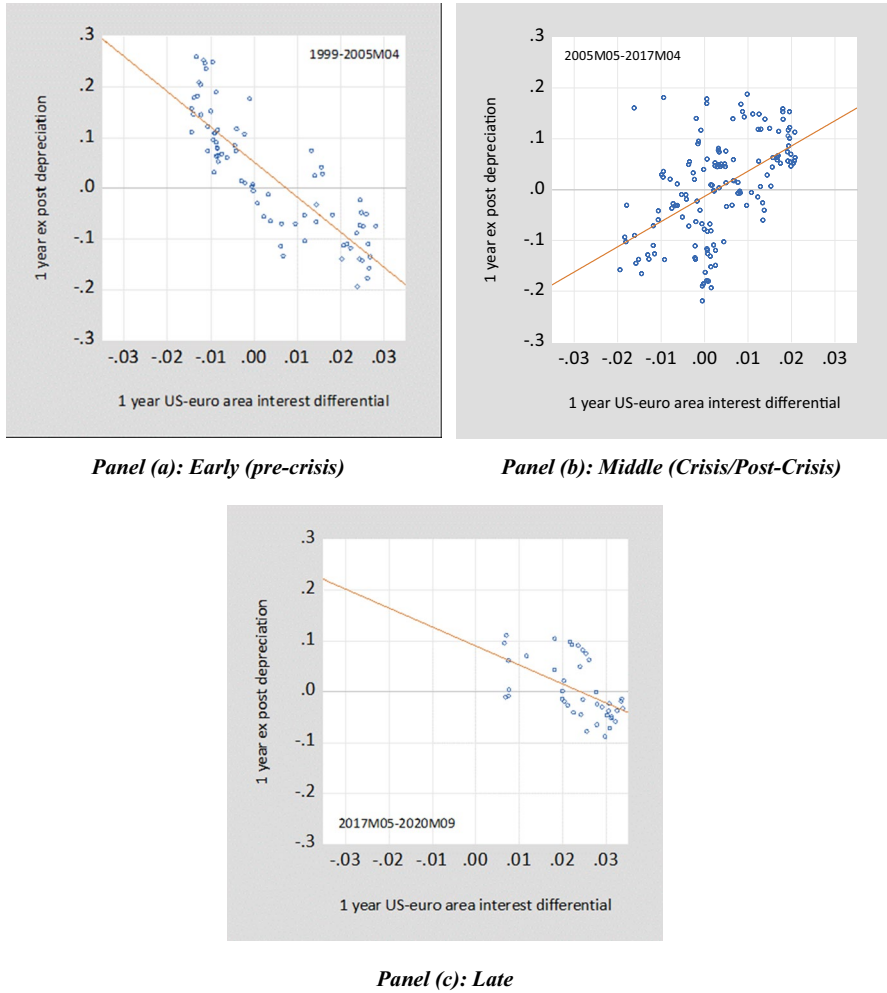 1999-2005M04
.3
.2
.1
.0
-.1
-.2
-.3
1 year ex post depreciation
-.03 -.02 -.01 .00 .01 .02 .03
1 year US-euro area interest differential
Panel (a): Early (pre-crisis)
2005M05-2017M04
.3
.2
.1
.0
-.1
-.2
-.3
1 year ex post depreciation
-.03 -.02 -.01 .00 .01 .02 .03
1 year US-euro area interest differential
Panel (b): Middle (Crisis/Post-Crisis)
.3
.2
.1
.0
-.1
-.2
-.3
1 year ex post depreciation
2017M05-2020M09
-.03 -.02 -.01 .00 .01 .02 .03
1 year US-euro area interest differential
Panel (c): Late